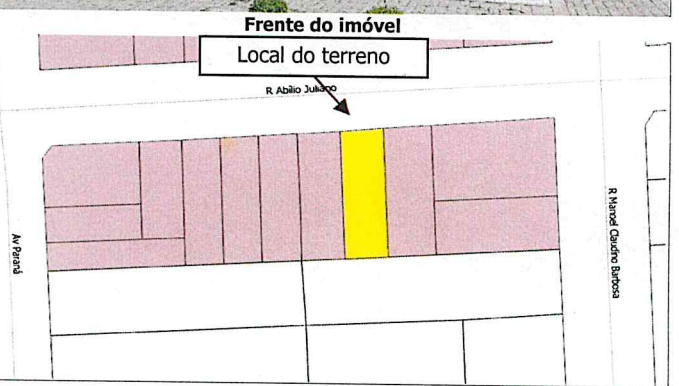 Frente do imóvel
Local do terreno
R Abílio Juliano
Av Paraná
R Manoel Claudino Barbosa